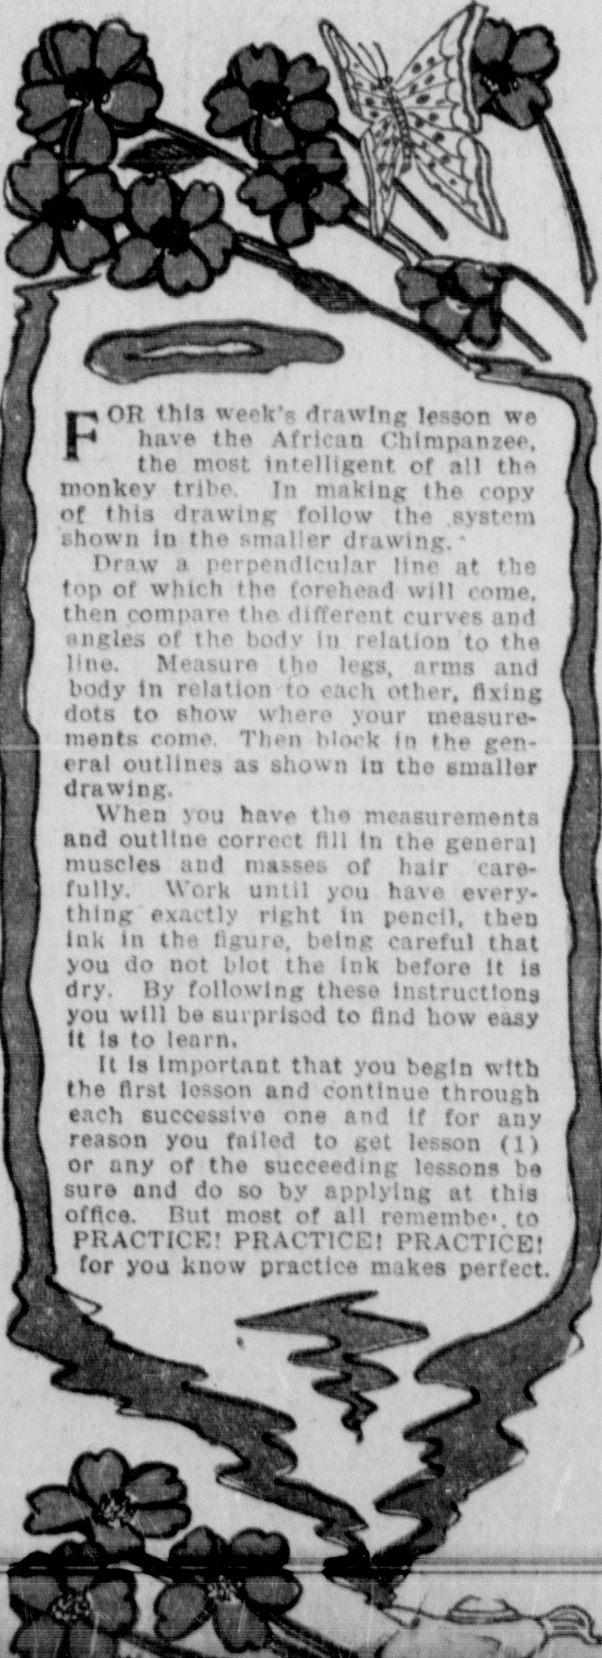 FOR this week's drawing lesson we
have the African Chimpanzee,
the most intelligent of all the
monkey tribe. In making the copy
of this drawing follow the system
shown in the smaller drawing.
Draw a perpendicular line at the
top of which the forehead will come,
then compare the different curves and
angles of the body in relation to the
line. Measure the legs, arms and
body in relation to each other, fixing
dots to show where your measure-
ments come. Then block in the gen-
eral outlines as shown in the smaller
drawing.
When you have the measurements
and outline correct fill in the general
muscles and masses of hair care-
fully. Work until you have every-
thing exactly right in pencil, then
ink in the figure, being careful that
you do not blot the ink before it is
dry. By following these instructions
you will be surprised to find how easy
it is to learn.
It is important that you begin with
the first lesson and continue through
each successive one and if for any
reason you failed to get lesson (1)
or any of the succeeding lessons be
sure and do so by applying at this
office. But most of all remember to
PRACTICE! PRACTICE! PRACTICE!
for you know practice makes perfect.